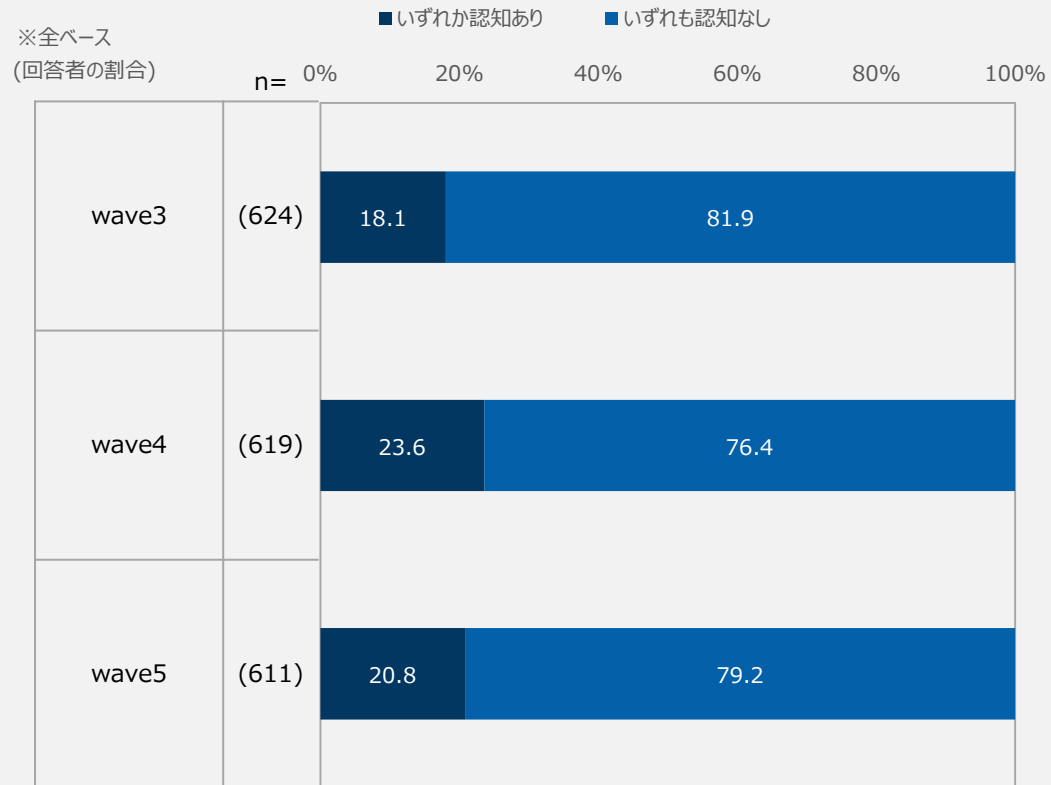 ■いずれか認知あり ■いずれも認知なし
※全ベース
(回答者の割合)
n= 0% 20% 40% 60% 80% 100%
wave3 (624) 18.1 81.9
wave4 (619) 23.6 76.4
wave5 (611) 20.8 79.2